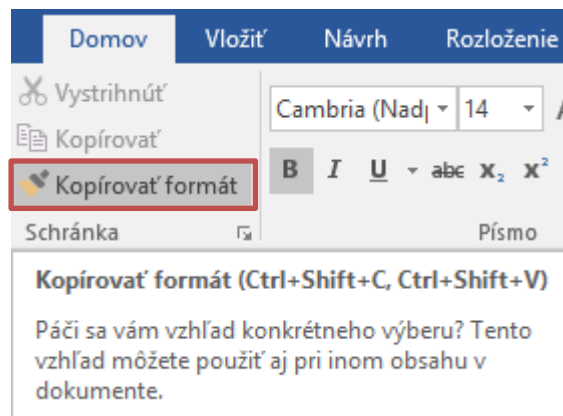 Domov Vložiť Návrh Rozloženie
Vystrihnúť
Kopírovať
Kopírovať formát
Schránka
Cambria (Nad 14
B I U abc x₂ x²
Písmo
Kopírovať formát (Ctrl+Shift+C, Ctrl+Shift+V)
Páči sa vám vzhľad konkrétneho výberu? Tento
vzhľad môžete použiť aj pri inom obsahu v
dokumente.